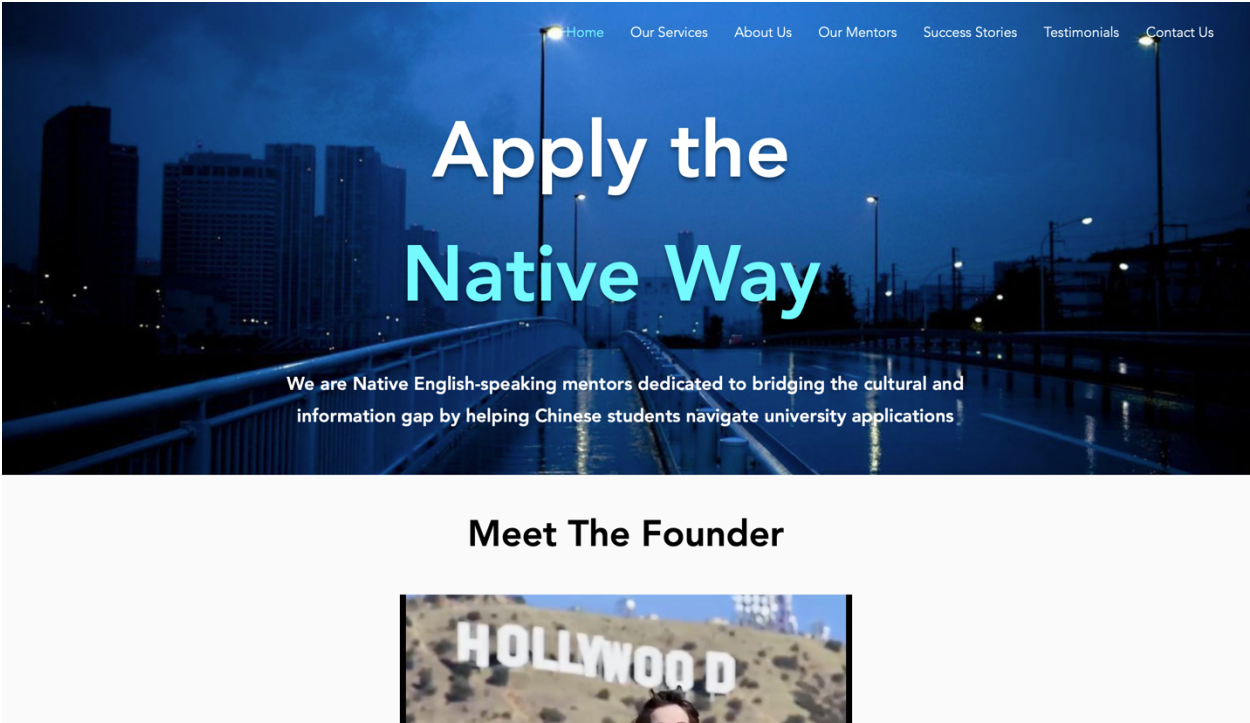 Home Our Services About Us Our Mentors Success Stories Testimonials Contact Us
Apply the
Native Way
We are Native English-speaking mentors dedicated to bridging the cultural and
information gap by helping Chinese students navigate university applications
Meet The Founder
HOLLYWOOD